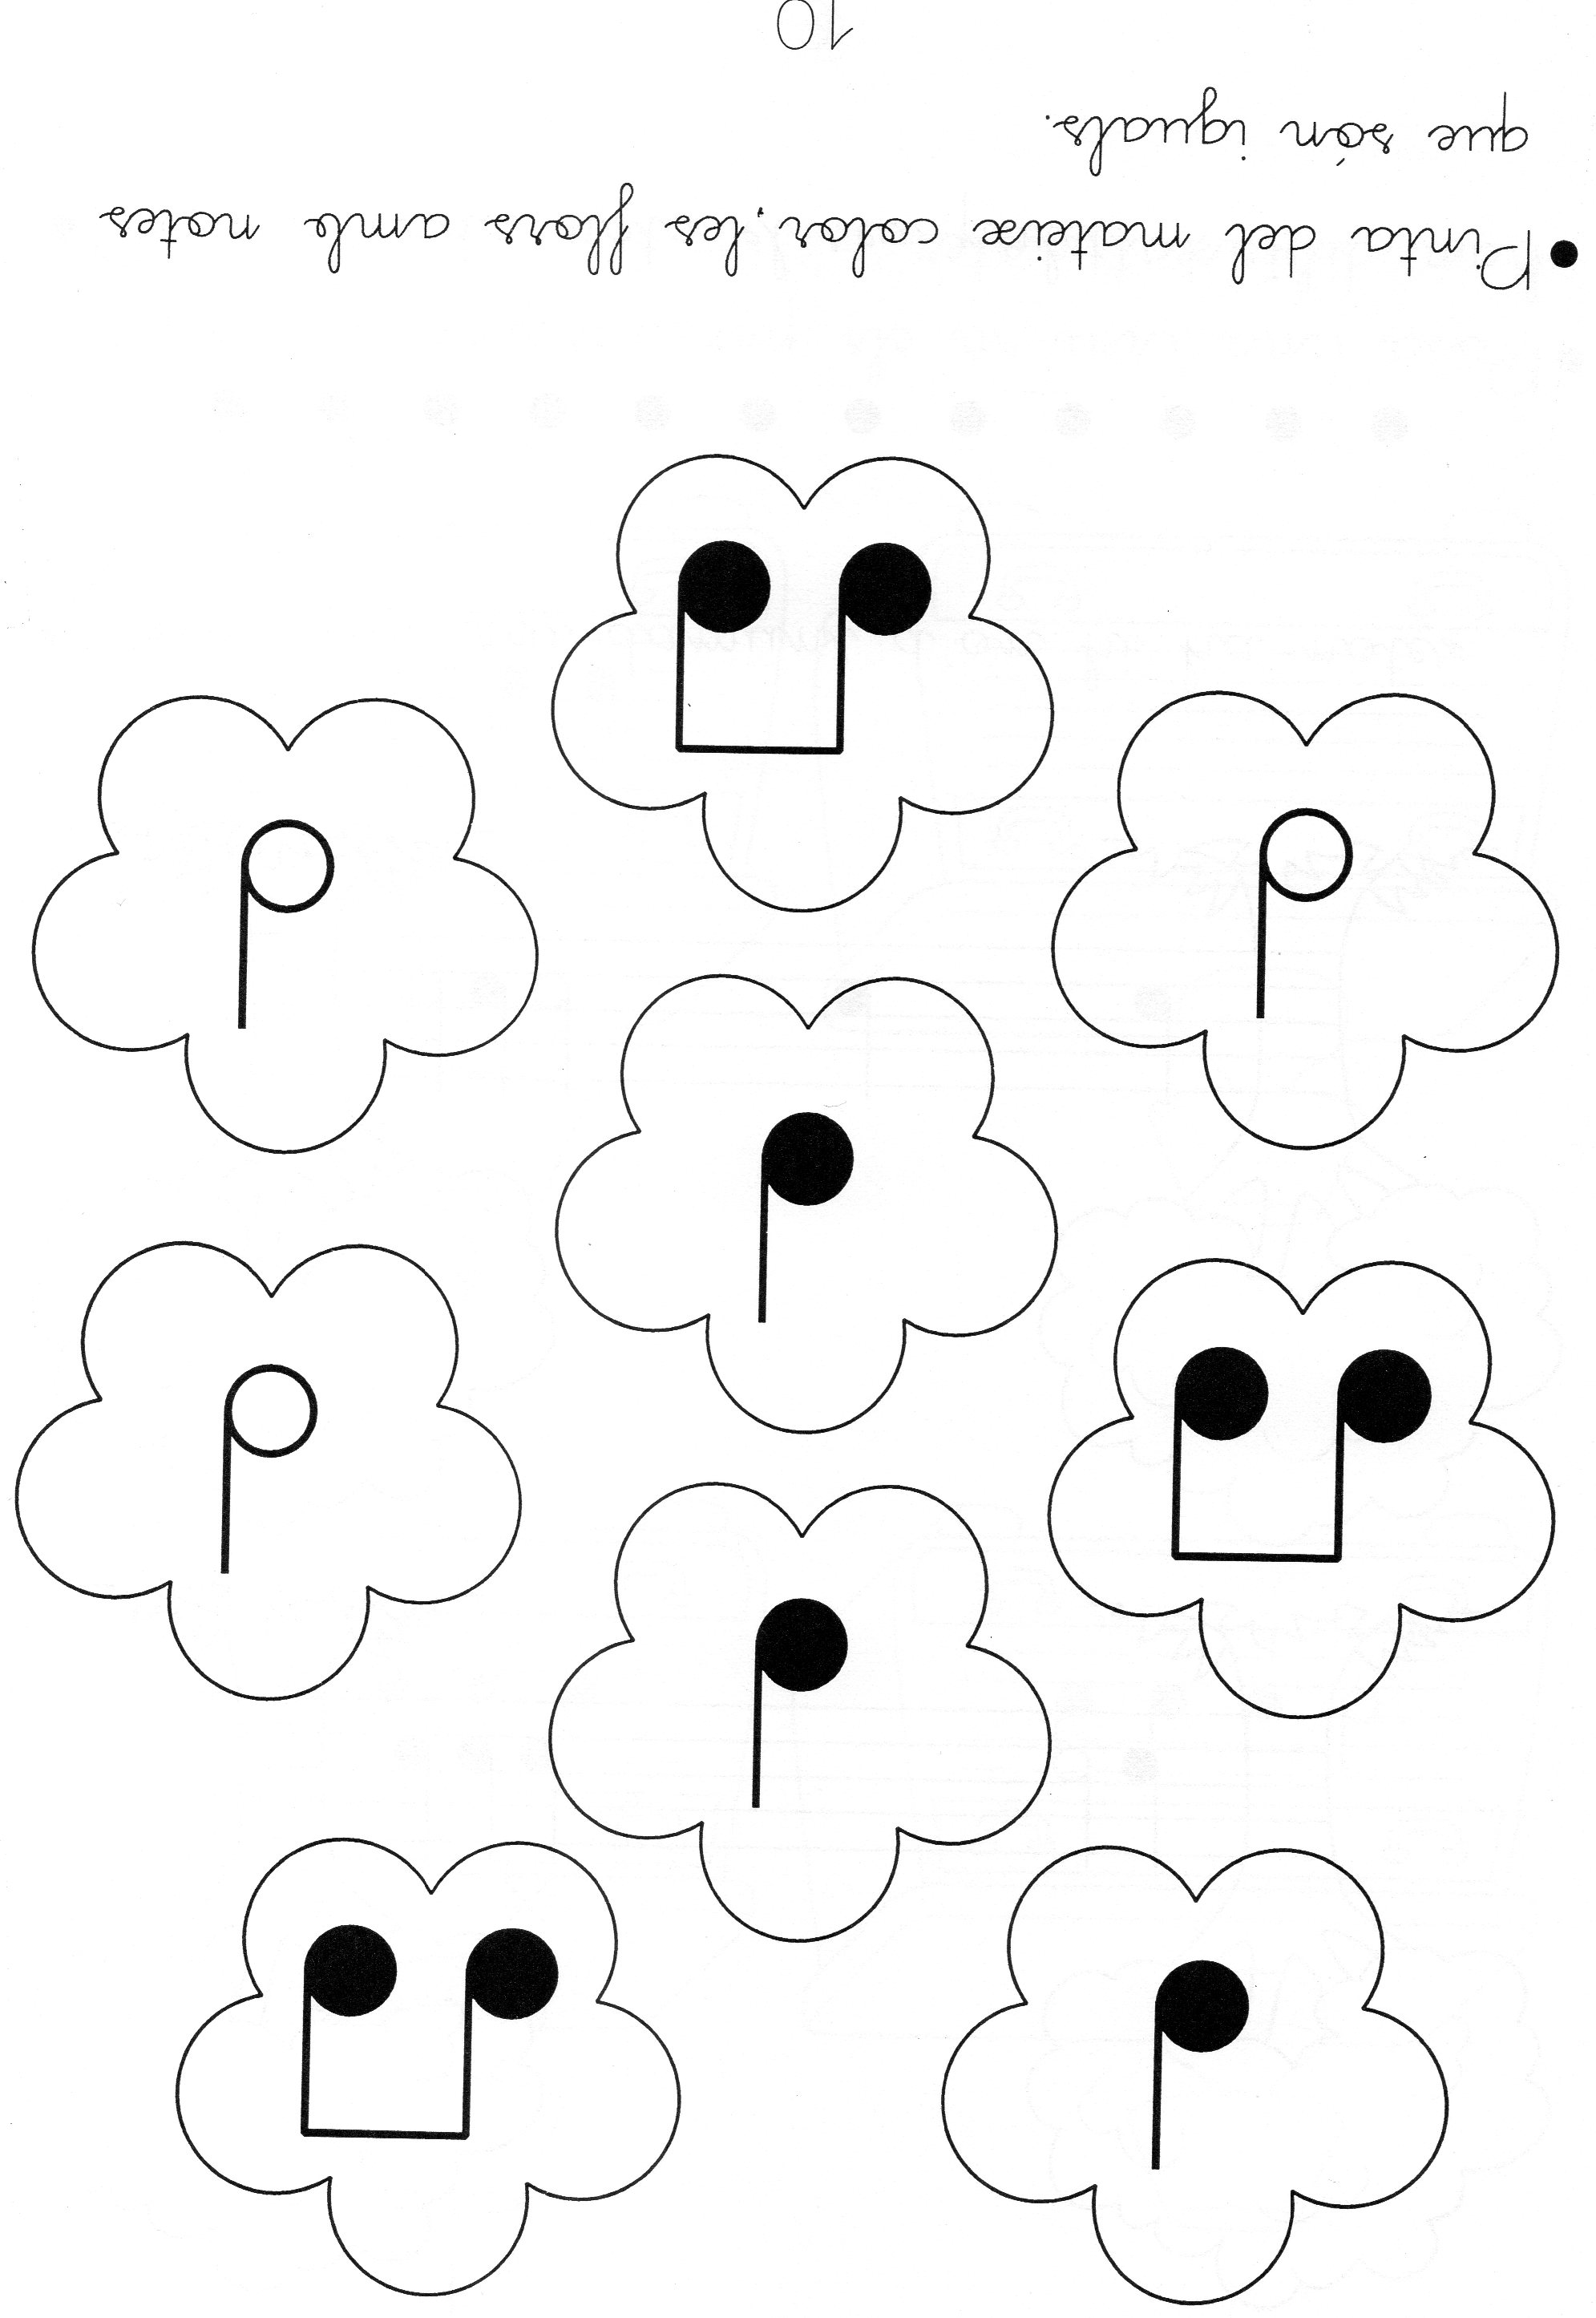 • Pinta del mateix color, les flors amb notes
que són iguals.
10